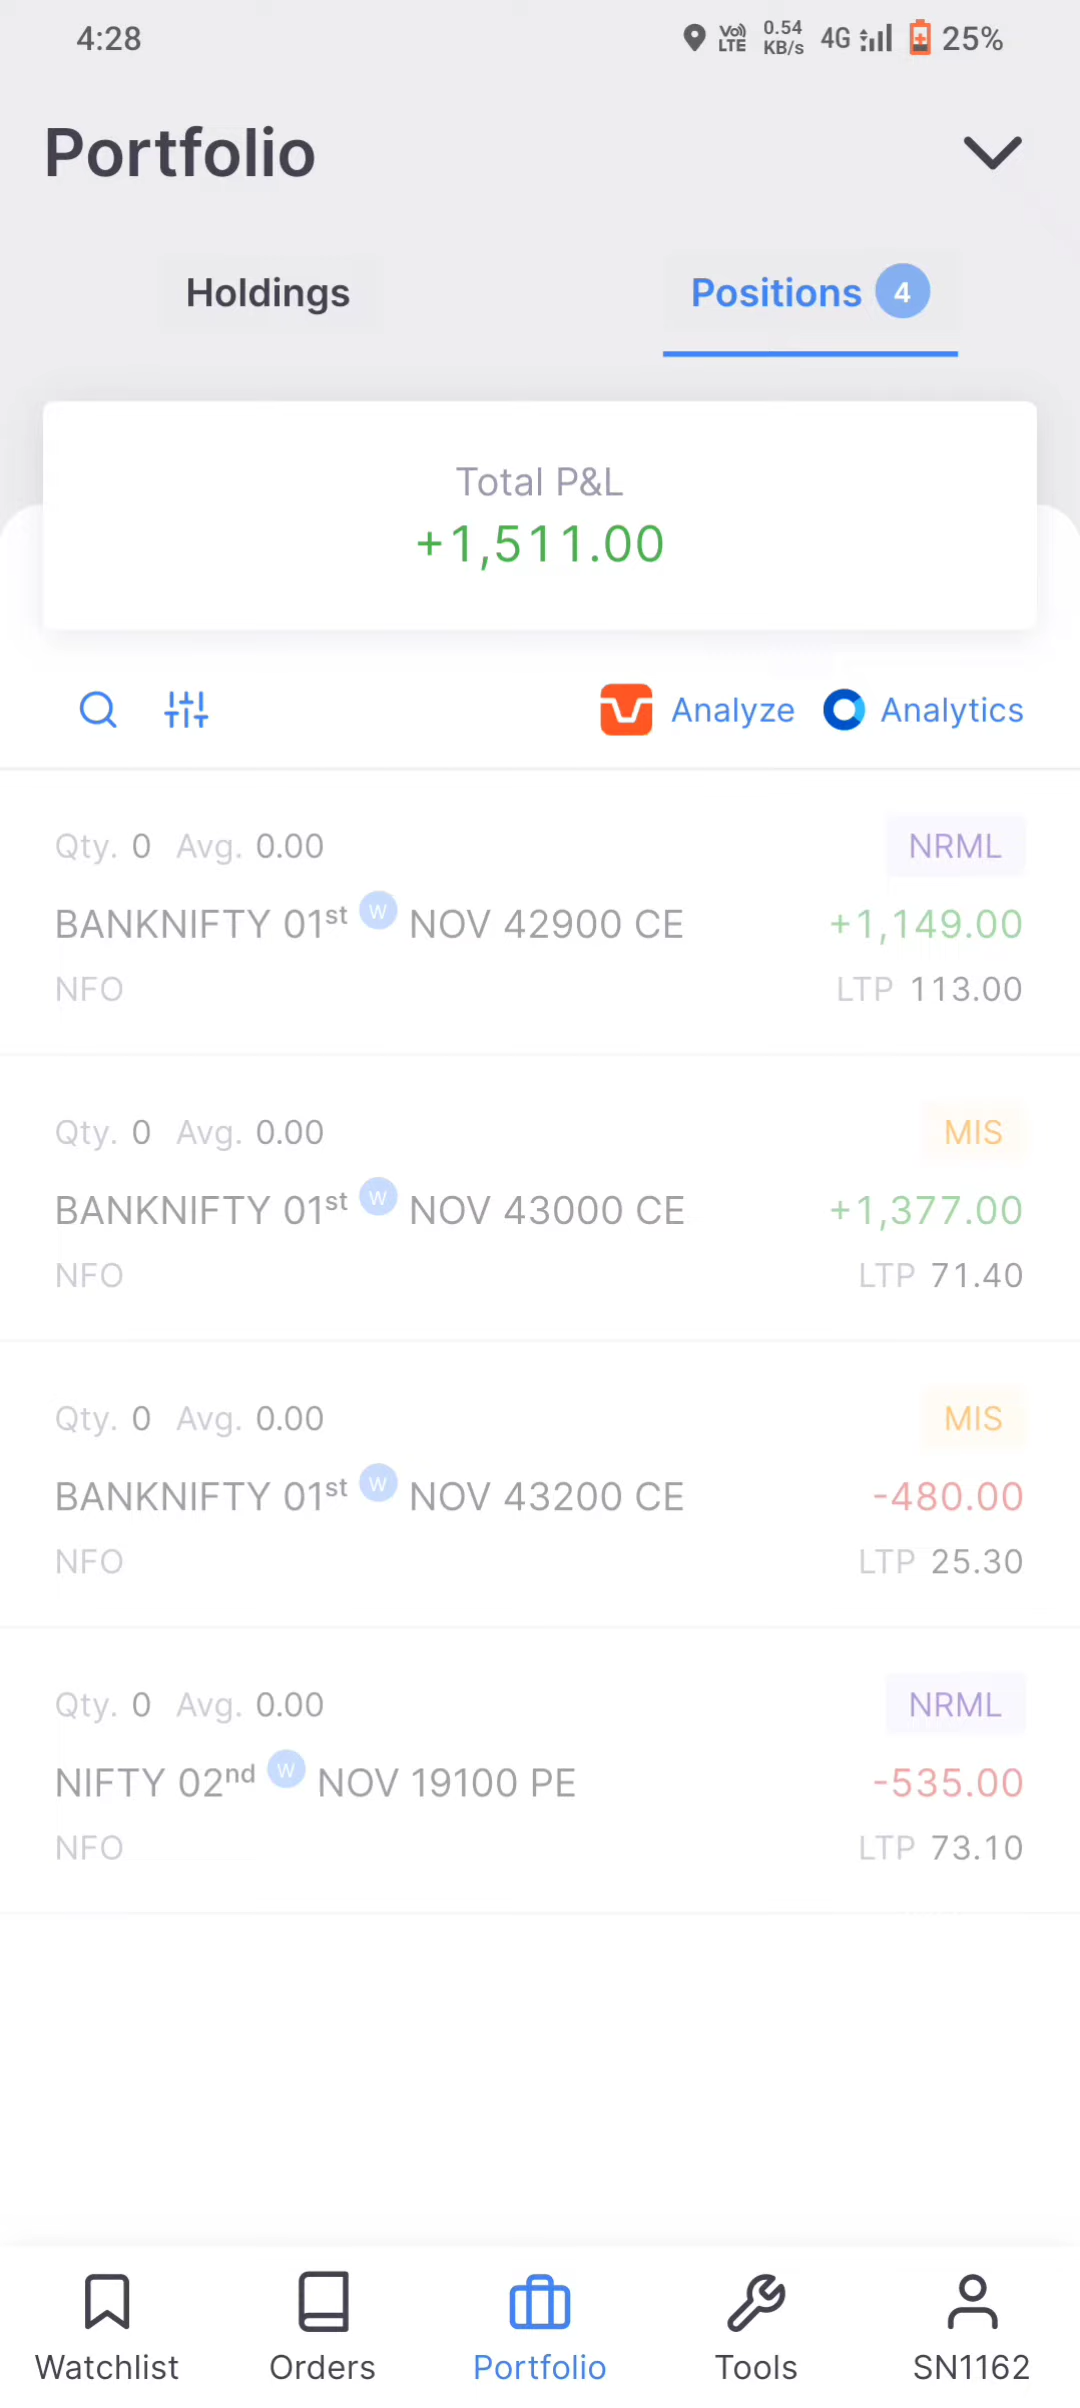 4:28 Vo) LTE 0.54 KB/s 4G 25%
Portfolio
Holdings Positions 4
Total P&L
+1,511.00
Analyze Analytics
Qty. 0 Avg. 0.00 NRML
BANKNIFTY 01st W NOV 42900 CE +1,149.00
NFO LTP 113.00
Qty. 0 Avg. 0.00 MIS
BANKNIFTY 01st W NOV 43000 CE +1,377.00
NFO LTP 71.40
Qty. 0 Avg. 0.00 MIS
BANKNIFTY 01st W NOV 43200 CE -480.00
NFO LTP 25.30
Qty. 0 Avg. 0.00 NRML
NIFTY 02nd W NOV 19100 PE -535.00
NFO LTP 73.10
Watchlist Orders Portfolio Tools SN1162